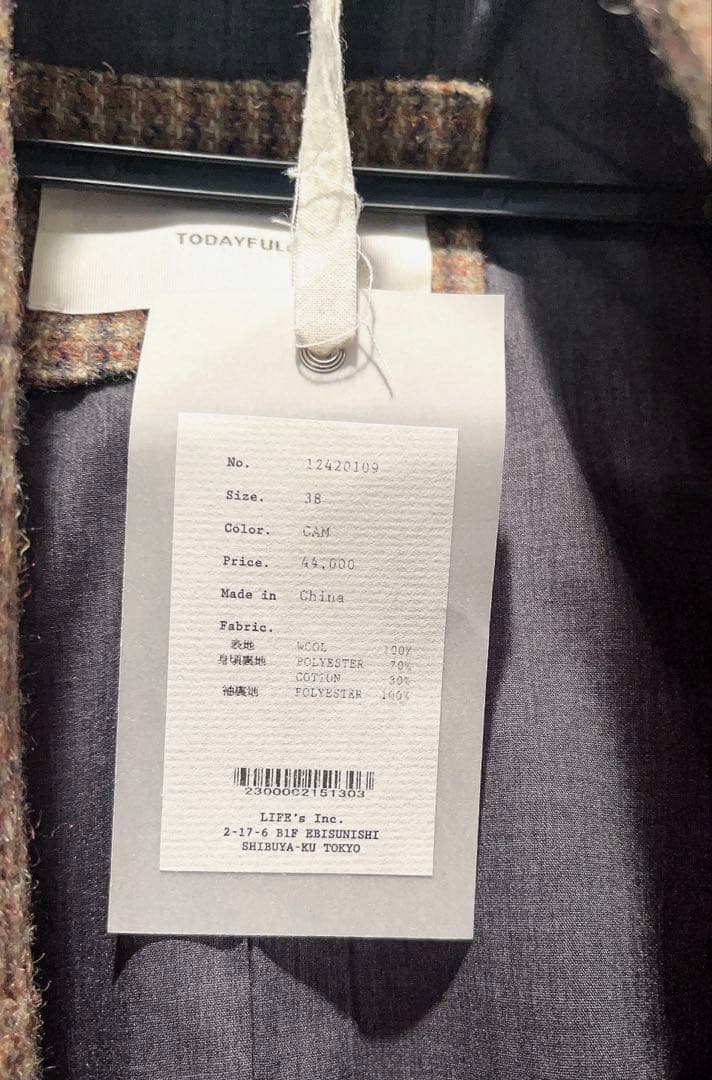 TODAYFUL
No. 12420109
Size. 38
Color. CAM
Price. 44,000
Made in China
Fabric.
表地 WOOL 100%
身頃裏地 POLYESTER 70%
COTTON 30%
袖裏地 POLYESTER 100%
2300002151303
LIFE's Inc.
2-17-6 B1F EBISUNISHI
SHIBUYA-KU TOKYO